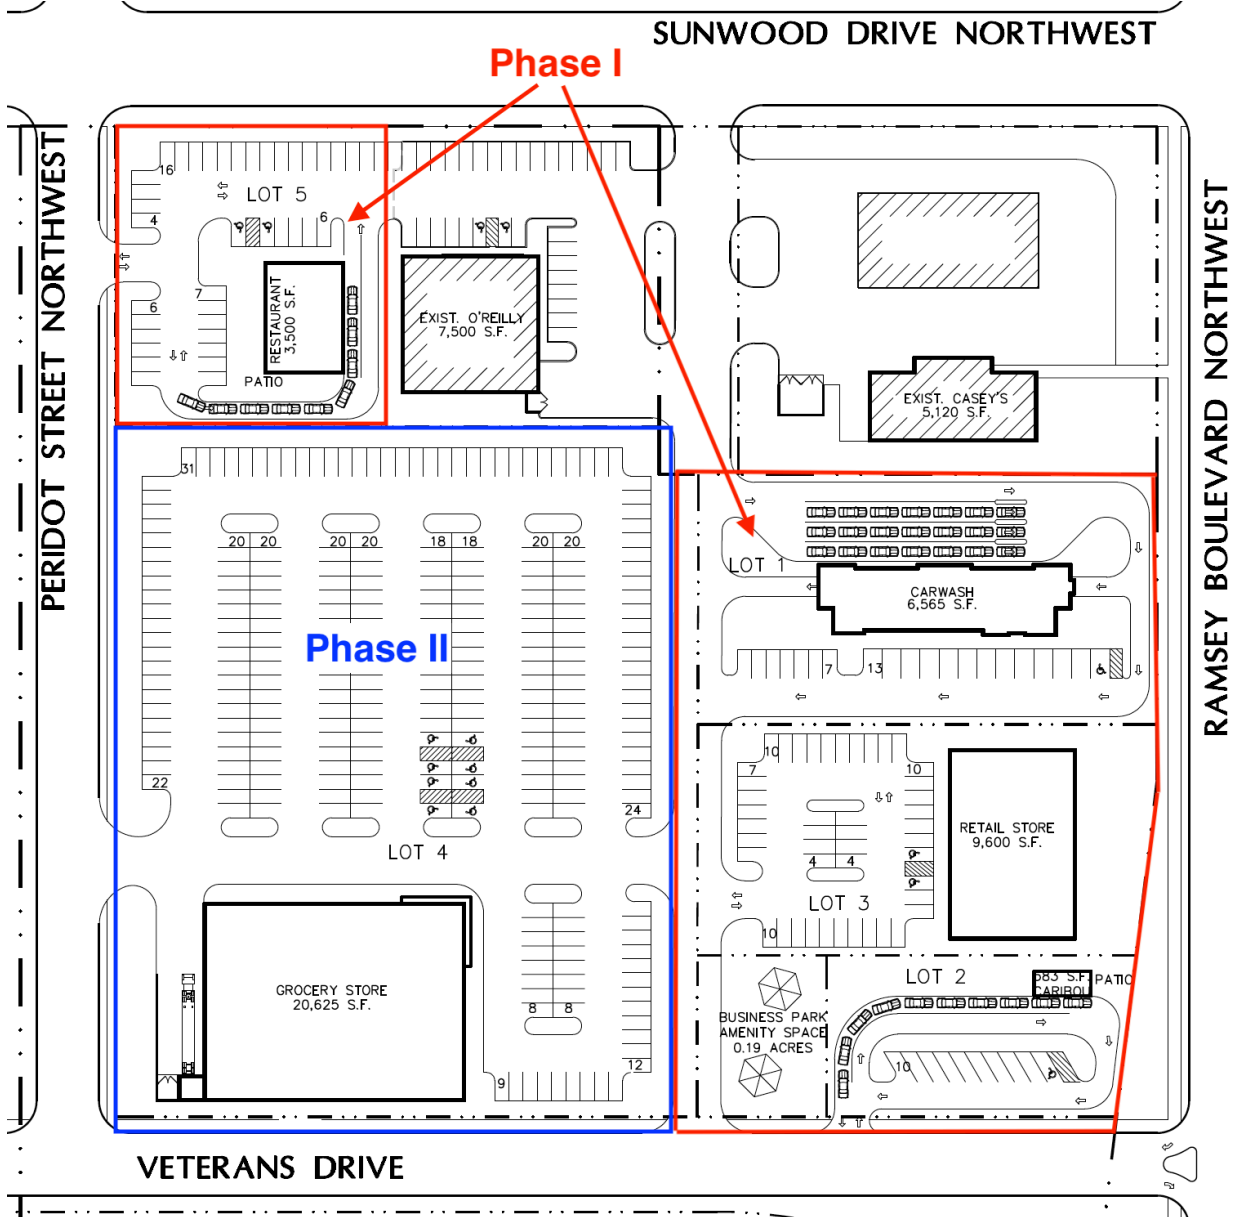 SUNWOOD DRIVE NORTHWEST
Phase I
PERIDOT STREET NORTHWEST
RAMSEY BOULEVARD NORTHWEST
16
LOT 5
4
6
6
7
RESTAURANT
3,500 S.F.
PATIO
EXIST. O'REILLY
7,500 S.F.
EXIST. CASEY'S
5,120 S.F.
31
20 20
20 20
18 18
20 20
Phase II
22
24
LOT 4
GROCERY STORE
20,625 S.F.
8 8
9
12
LOT 1
CARWASH
6,565 S.F.
7
13
10
7
10
4 4
LOT 3
10
RETAIL STORE
9,600 S.F.
LOT 2
683 S.F.
CARIBOU
PATIO
BUSINESS PARK
AMENITY SPACE
0.19 ACRES
10
VETERANS DRIVE